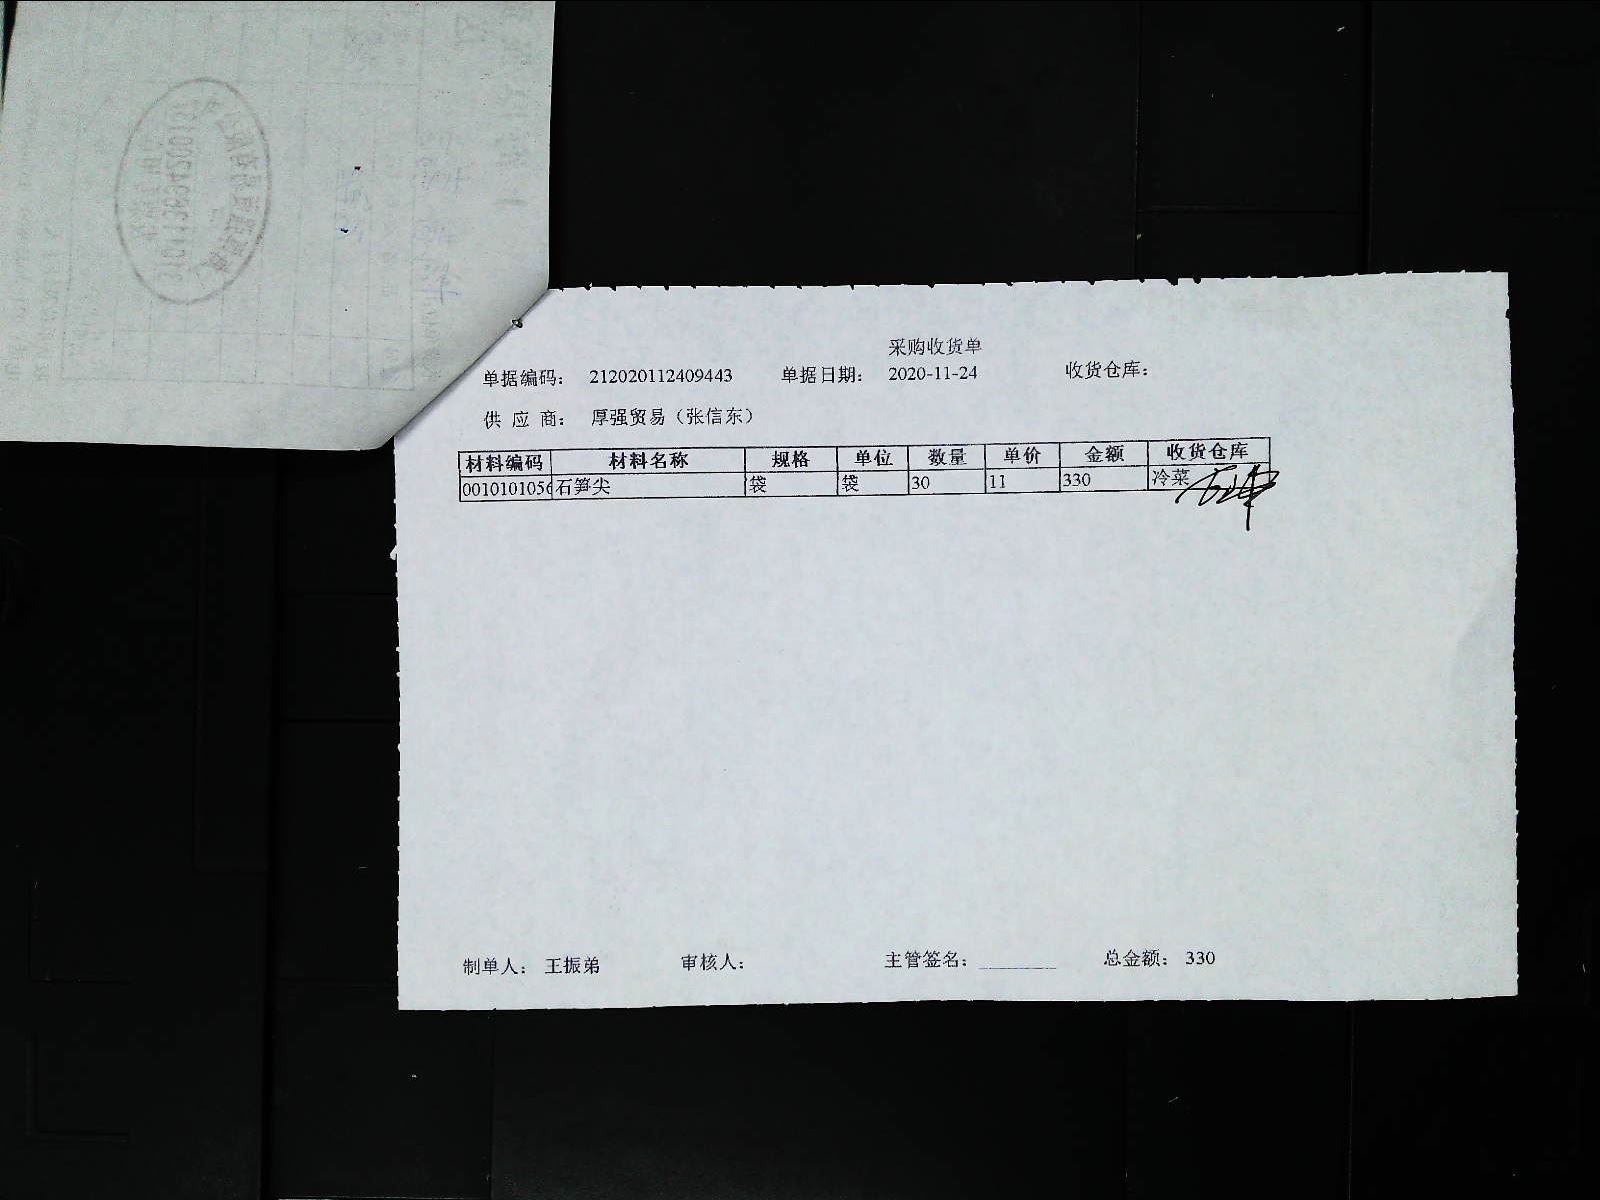 采购收货单
单据编码： 212020112409443 单据日期： 2020-11-24 收货仓库：
供 应 商： 厚强贸易（张信东）
材料编码 材料名称 规格 单位 数量 单价 金额 收货仓库
0010101056 石笋尖 袋 袋 30 11 330 冷菜
制单人： 王振弟 审核人： 主管签名： ________ 总金额： 330